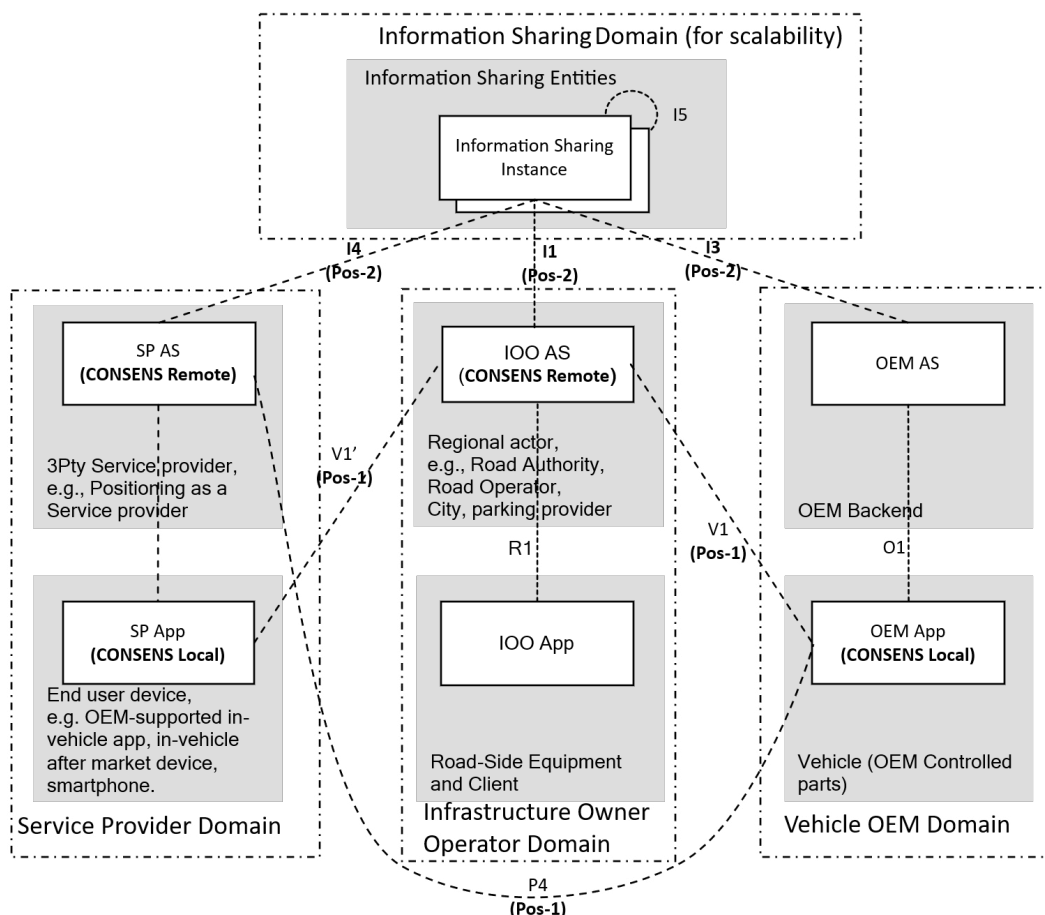 Information Sharing Domain (for scalability)
Information Sharing Entities
I5
Information Sharing
Instance
I4
(Pos-2)
I1
(Pos-2)
I3
(Pos-2)
SP AS
(CONSENS Remote)
3Pty Service provider,
e.g., Positioning as a
Service provider
V1'
(Pos-1)
IOO AS
(CONSENS Remote)
Regional actor,
e.g., Road Authority,
Road Operator,
City, parking provider
R1
V1
(Pos-1)
OEM AS
OEM Backend
O1
SP App
(CONSENS Local)
End user device,
e.g. OEM-supported in-
vehicle app, in-vehicle
after market device,
smartphone.
Service Provider Domain
IOO App
Road-Side Equipment
and Client
Infrastructure Owner
Operator Domain
OEM App
(CONSENS Local)
Vehicle (OEM Controlled
parts)
Vehicle OEM Domain
P4
(Pos-1)